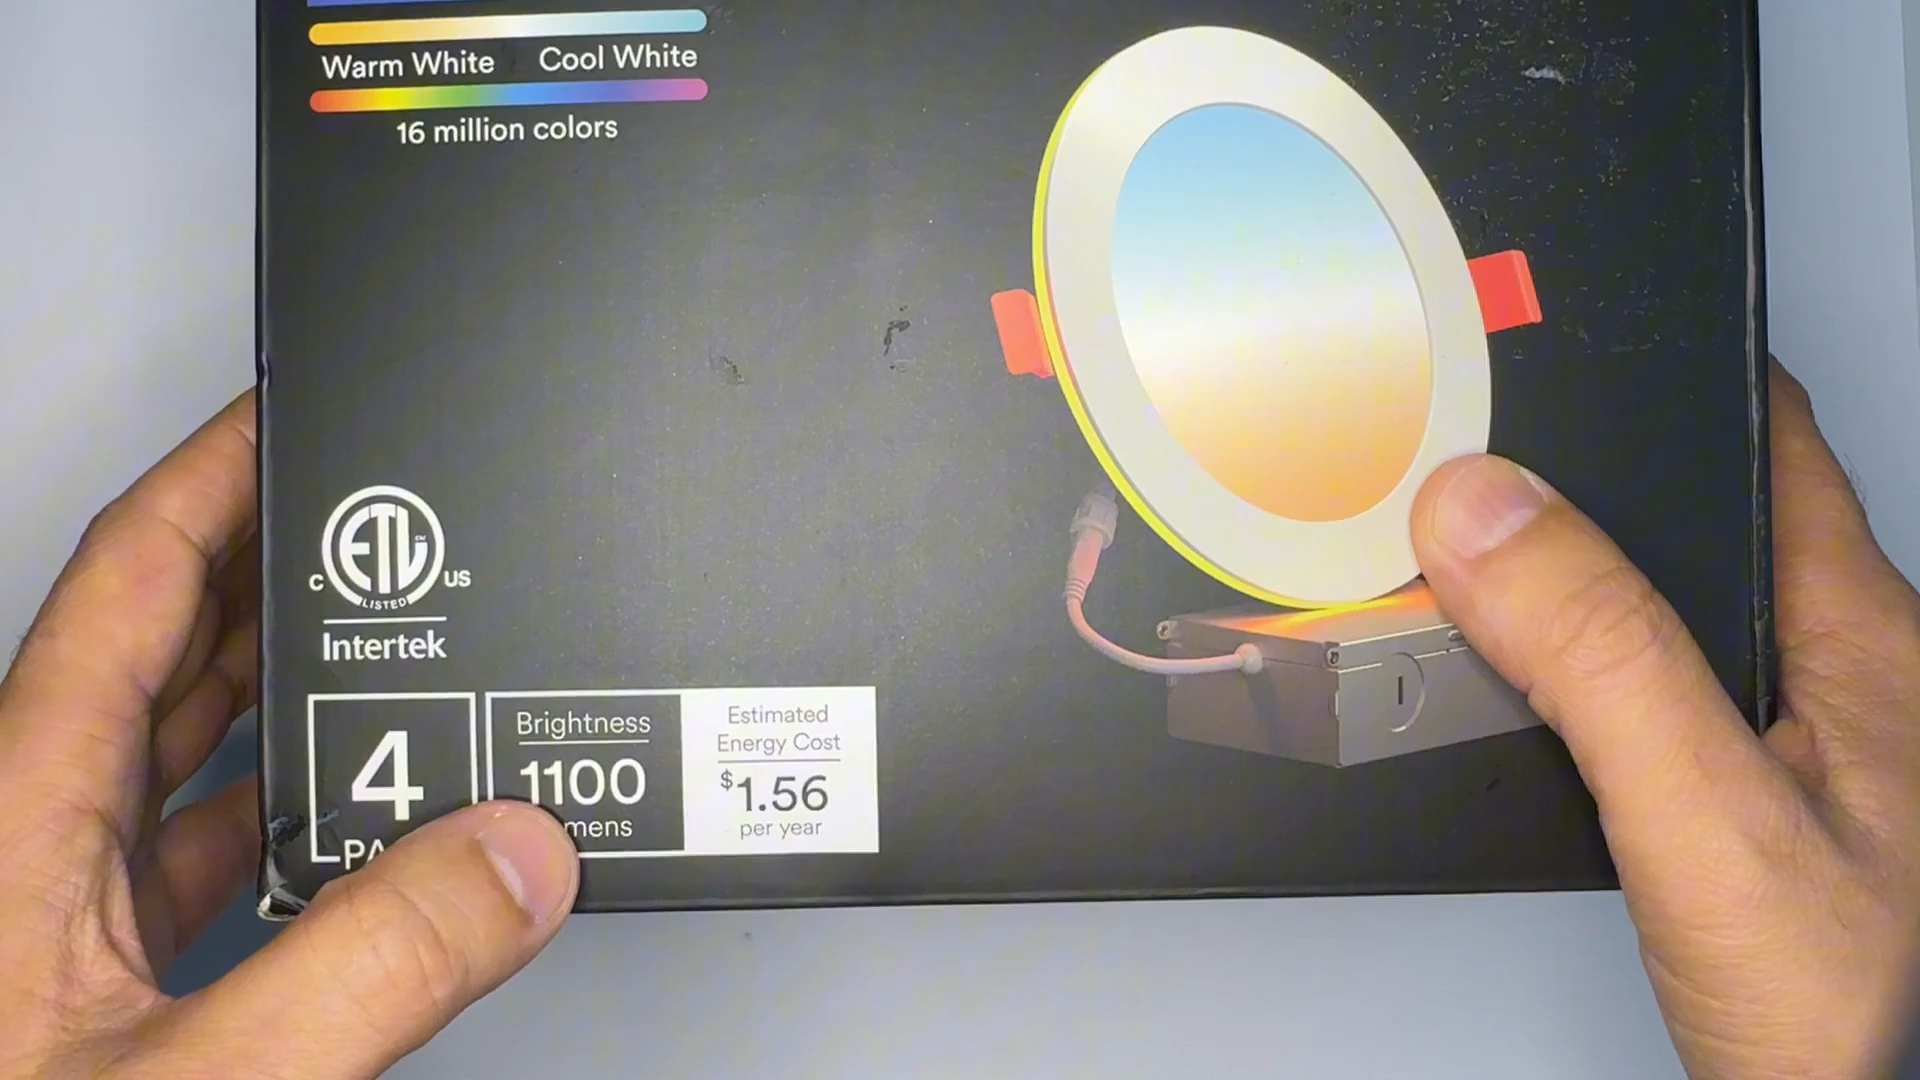 Warm White Cool White
16 million colors
ETL
C US
LISTED
Intertek
4
Brightness
1100
Estimated
Energy Cost
$1.56
per year